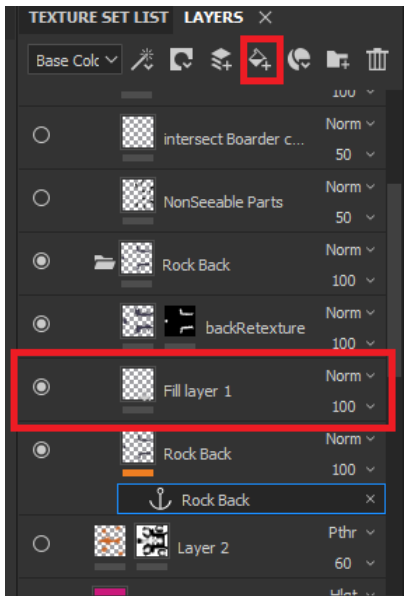 TEXTURE SET LIST LAYERS ×
Base Colc
100
intersect Boarder c...
Norm
50
NonSeeable Parts
Norm
50
Rock Back
Norm
100
backRetexture
Norm
100
Fill layer 1
Norm
100
Rock Back
Norm
100
Rock Back ×
Layer 2
Pthr
60
Hlgt